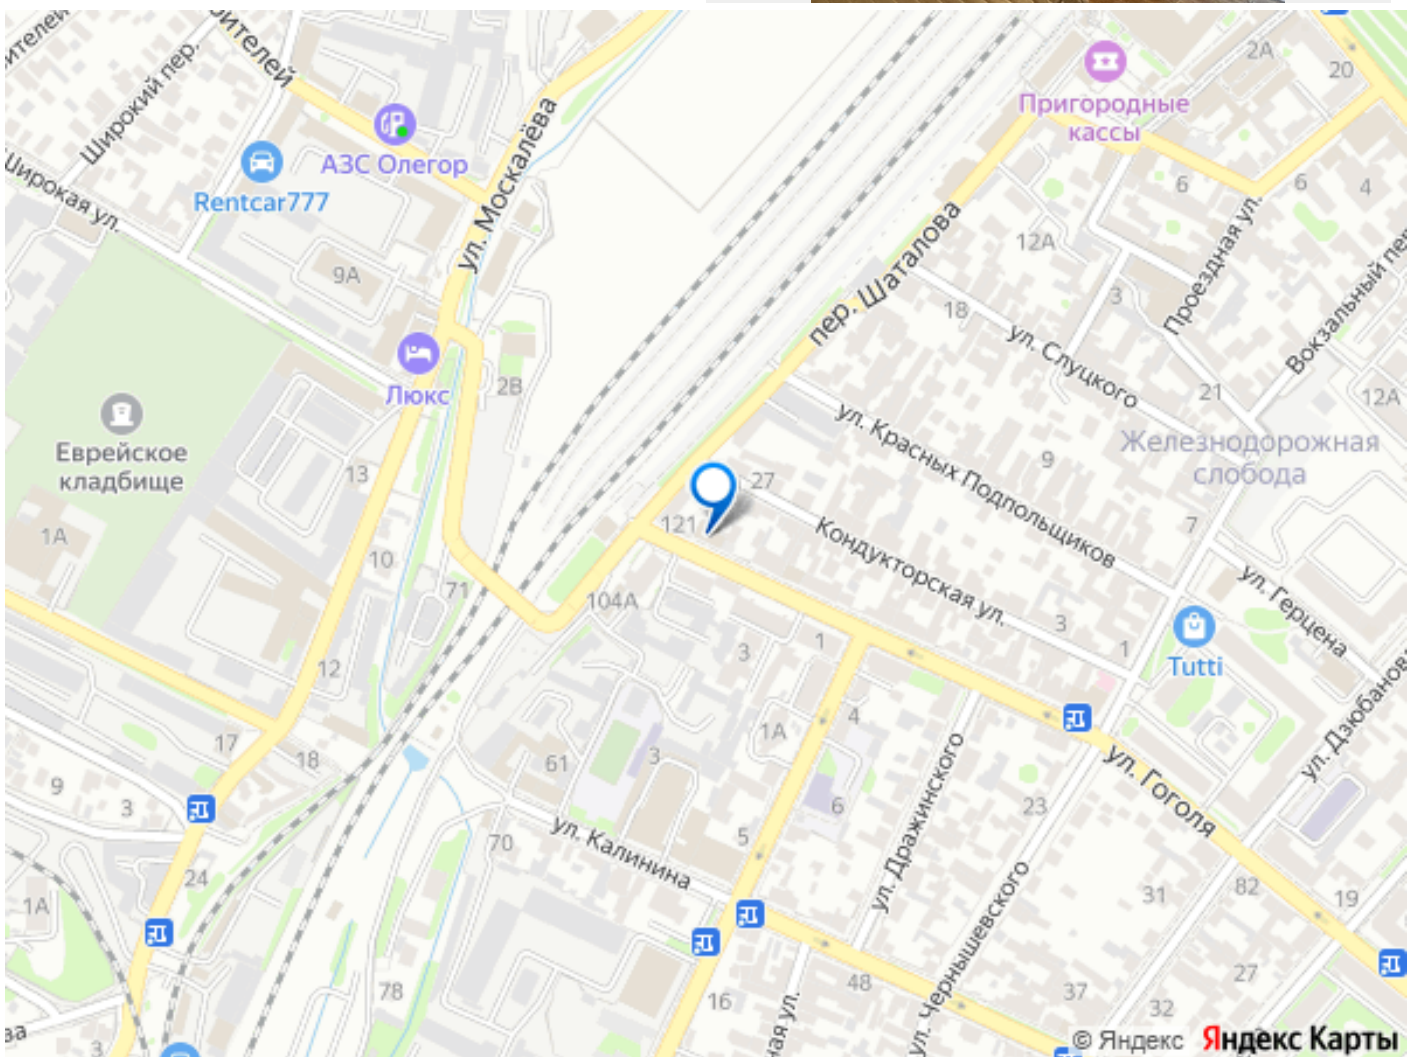 ителей
Широкий пер.
оителей
АЗС Олегор
Rentcar777
Широкая ул.
ул. Москалёва
9А
Люкс
2В
Еврейское
кладбище
1А
13
10
71
12
17
18
9
3
24
1А
Пригородные
кассы
2А
20
6
6
4
12А
3
пер. Шаталова
18
ул. Слуцкого
Проездная ул.
Вокзальный пер
21
12А
Железнодорожная
слобода
ул. Красных Подпольщиков
9
7
27
121
Кондукторская ул.
3
1
ул. Герцена
Tutti
ул. Дзюбанова
104А
3
1
1А
4
6
61
3
5
70
ул. Калинина
ул. Дражинского
23
ул. Гоголя
ул. Чернышевского
31
82
19
78
16
48
ная ул.
37
32
27
ва
3
© Яндекс Яндекс Карты